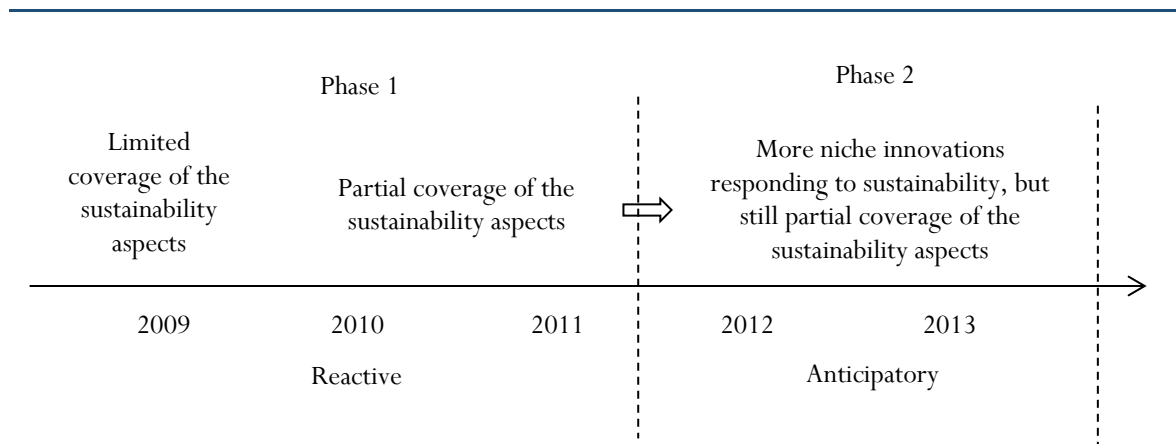 Phase 1
Phase 2
Limited
coverage of the
sustainability
aspects
Partial coverage of the
sustainability aspects
More niche innovations
responding to sustainability, but
still partial coverage of the
sustainability aspects
2009
2010
2011
2012
2013
Reactive
Anticipatory